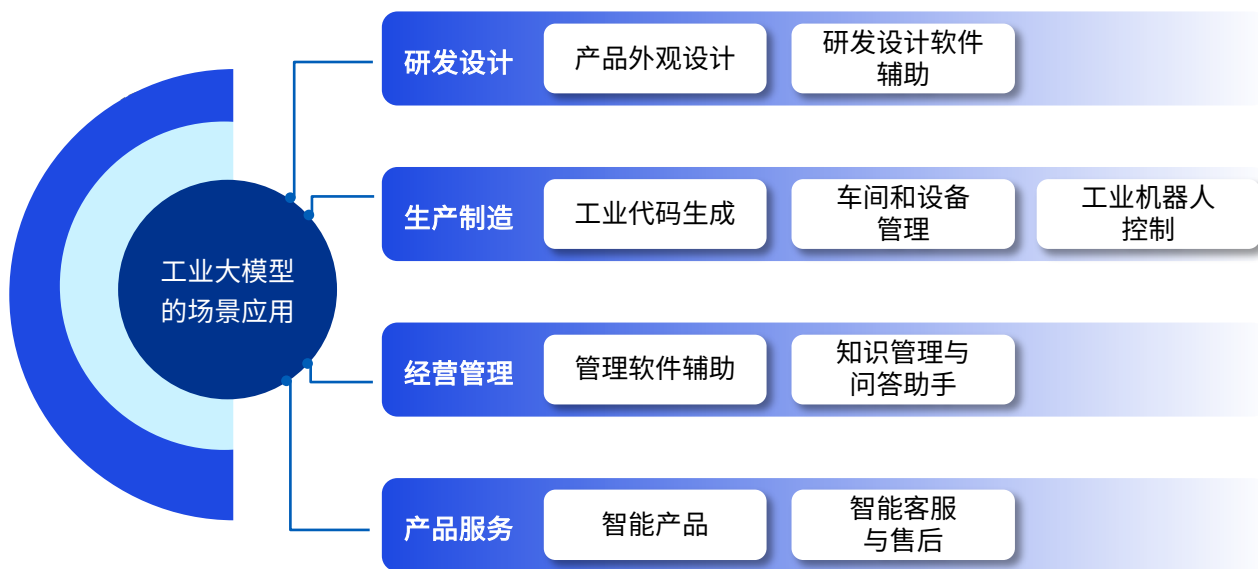 工业大模型
的场景应用
研发设计
产品外观设计
研发设计软件
辅助
生产制造
工业代码生成
车间和设备
管理
工业机器人
控制
经营管理
管理软件辅助
知识管理与
问答助手
产品服务
智能产品
智能客服
与售后